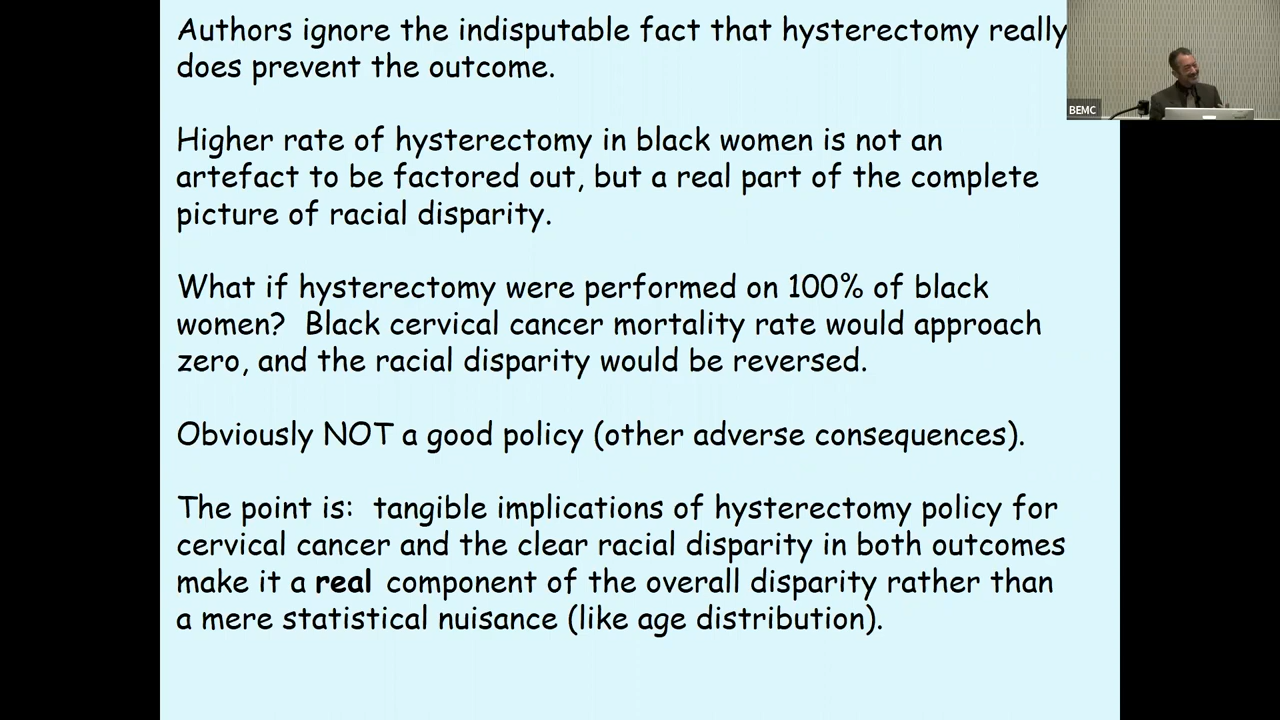 Authors ignore the indisputable fact that hysterectomy really
does prevent the outcome.
Higher rate of hysterectomy in black women is not an
artefact to be factored out, but a real part of the complete
picture of racial disparity.
What if hysterectomy were performed on 100% of black
women? Black cervical cancer mortality rate would approach
zero, and the racial disparity would be reversed.
Obviously NOT a good policy (other adverse consequences).
The point is: tangible implications of hysterectomy policy for
cervical cancer and the clear racial disparity in both outcomes
make it a real component of the overall disparity rather than
a mere statistical nuisance (like age distribution).
BEMC